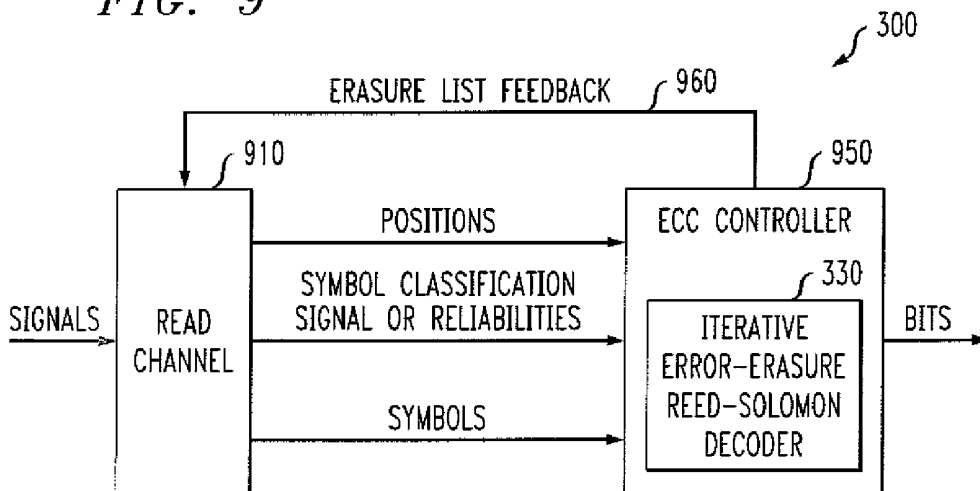 FIG. 9
300
ERASURE LIST FEEDBACK
960
910
950
POSITIONS
ECC CONTROLLER
SYMBOL CLASSIFICATION
SIGNAL OR RELIABILITIES
330
SIGNALS
READ
CHANNEL
ITERATIVE
ERROR-ERASURE
REED-SOLOMON
DECODER
BITS
SYMBOLS